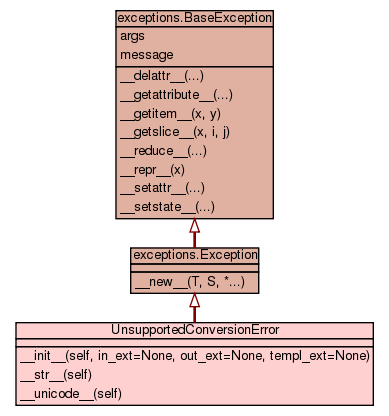 exceptions.BaseException
args
message
__delattr__(...)
__getattribute__(...)
__getitem__(x, y)
__getslice__(x, i, j)
__reduce__(...)
__repr__(x)
__setattr__(...)
__setstate__(...)
exceptions.Exception
__new__(T, S, *...)
UnsupportedConversionError
__init__(self, in_ext=None, out_ext=None, templ_ext=None)
__str__(self)
__unicode__(self)